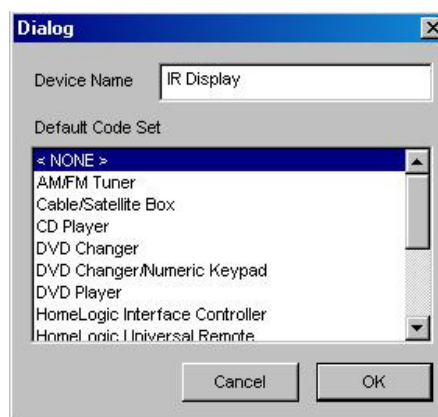 Dialog
Device Name IR Display
Default Code Set
< NONE >
AM/FM Tuner
Cable/Satellite Box
CD Player
DVD Changer
DVD Changer/Numeric Keypad
DVD Player
HomeLogic Interface Controller
HomeLogic Universal Remote
Cancel OK